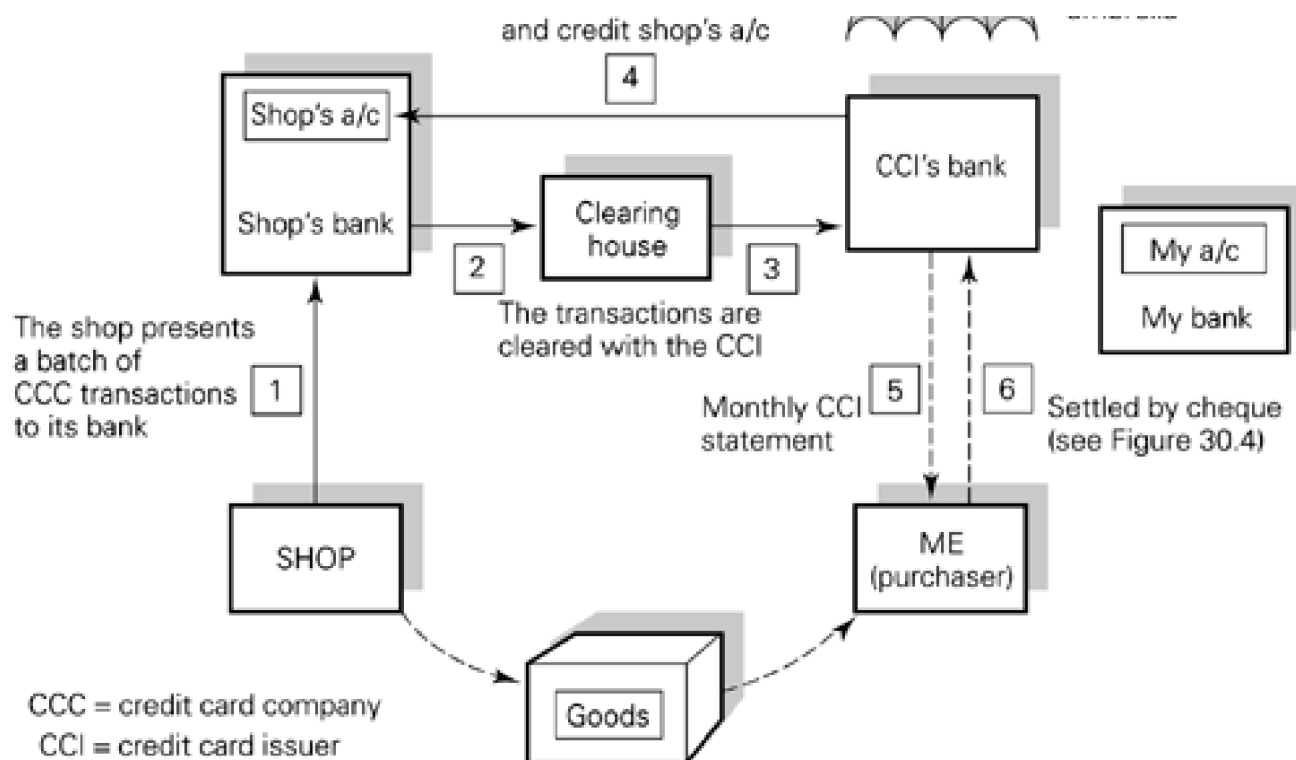 and credit shop's a/c
4
Shop's a/c
CCI's bank
Shop's bank
Clearing
house
2
3
My a/c
My bank
The transactions are
cleared with the CCI
The shop presents
a batch of
CCC transactions
to its bank
1
Monthly CCI
statement
5
6
Settled by cheque
(see Figure 30.4)
SHOP
ME
(purchaser)
Goods
CCC = credit card company
CCI = credit card issuer